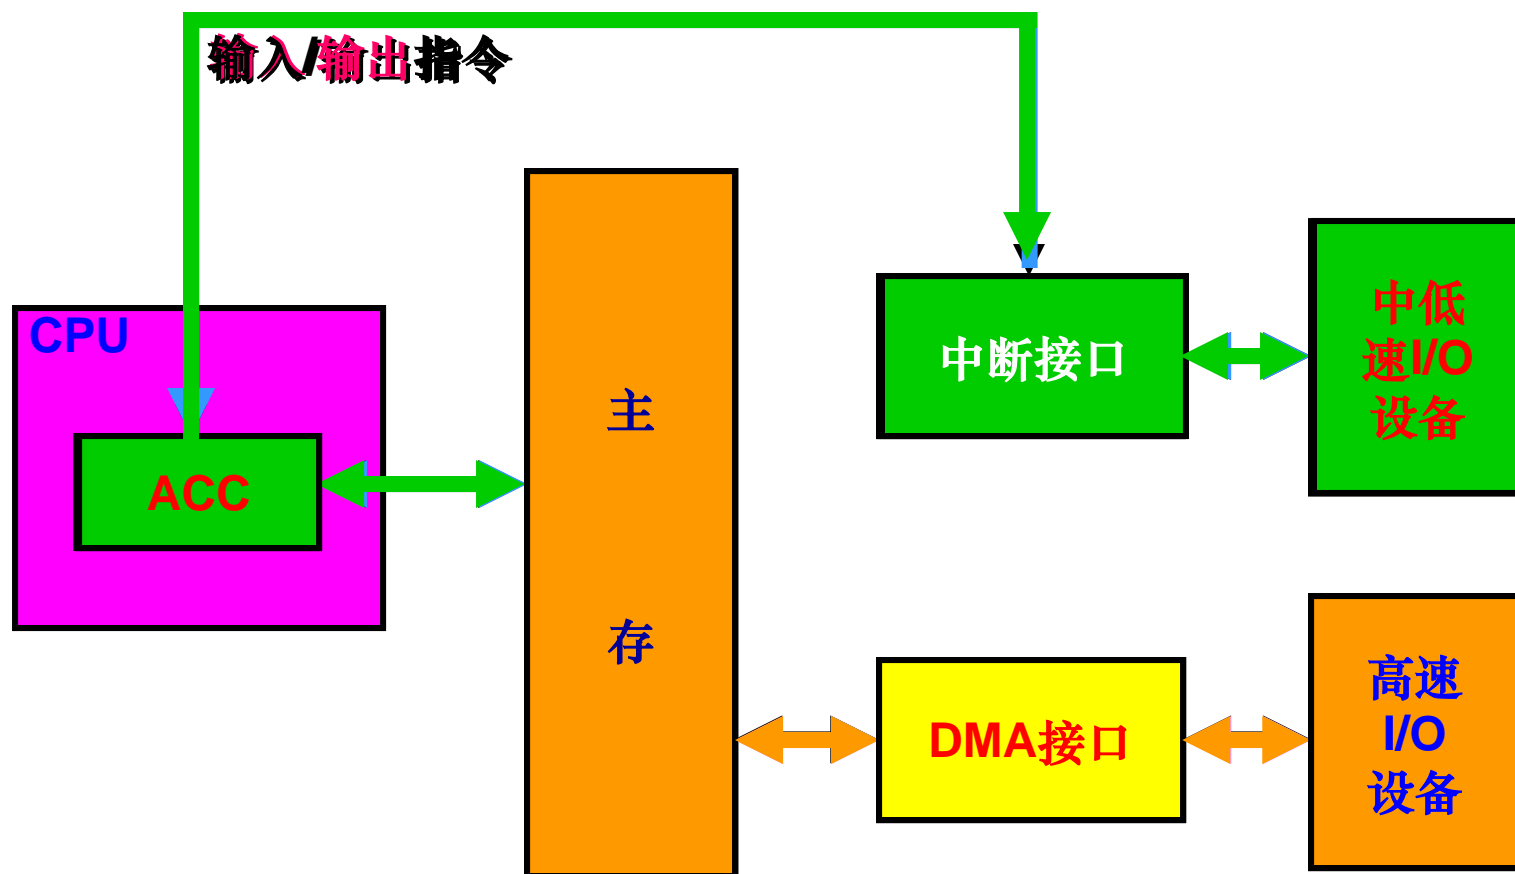 输入/输出指令
CPU
ACC
主
存
中断接口
中低
速I/O
设备
DMA接口
高速
I/O
设备